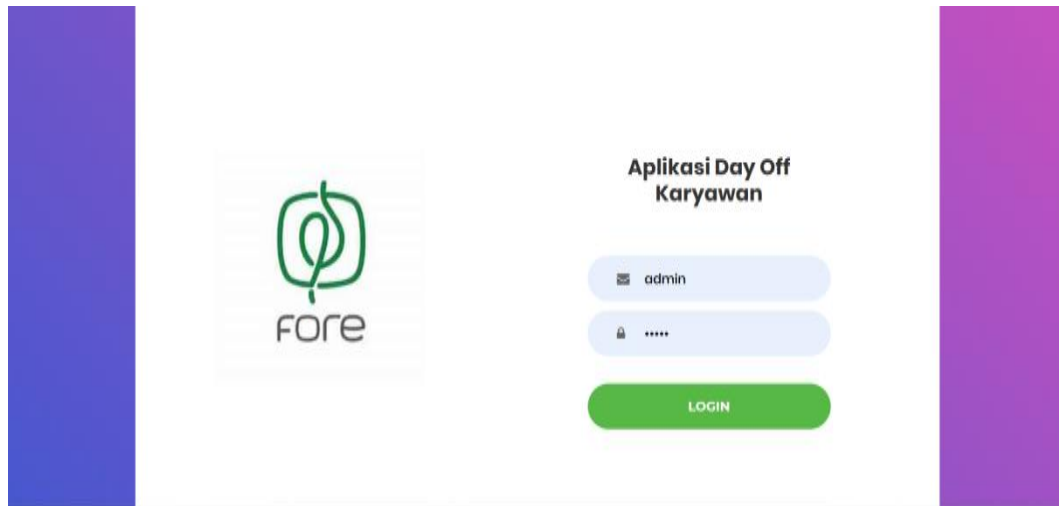 Aplikasi Day Off
Karyawan
admin
•••••
LOGIN
FORe